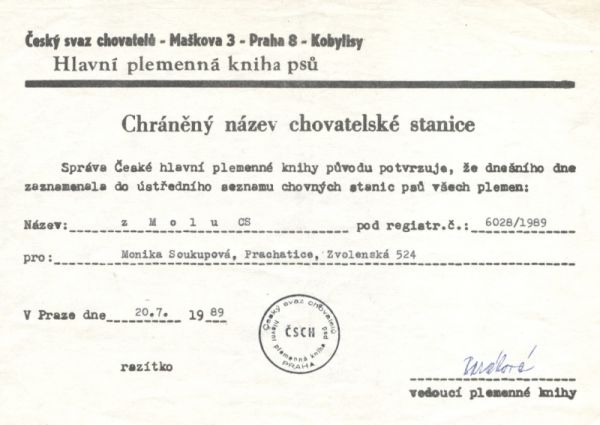 Český svaz chovatelů - Maškova 3 - Praha 8 - Kobylisy
Hlavní plemenná kniha psů
Chráněný název chovatelské stanice
Správa České hlavní plemenné knihy původu potvrzuje, že dnešního dne
zaznamenala do ústředního seznamu chovných stanic psů všech plemen:
Název: z Molu CS pod registr.č.: 6028/1989
pro: Monika Soukupová, Prachatice, Zvolenská 524
V Praze dne 20.7. 1989
Český svaz chovatelů
ČSCH
Hlavní plemenná kniha psů
PRAHA
razítko
vedoucí plemenné knihy